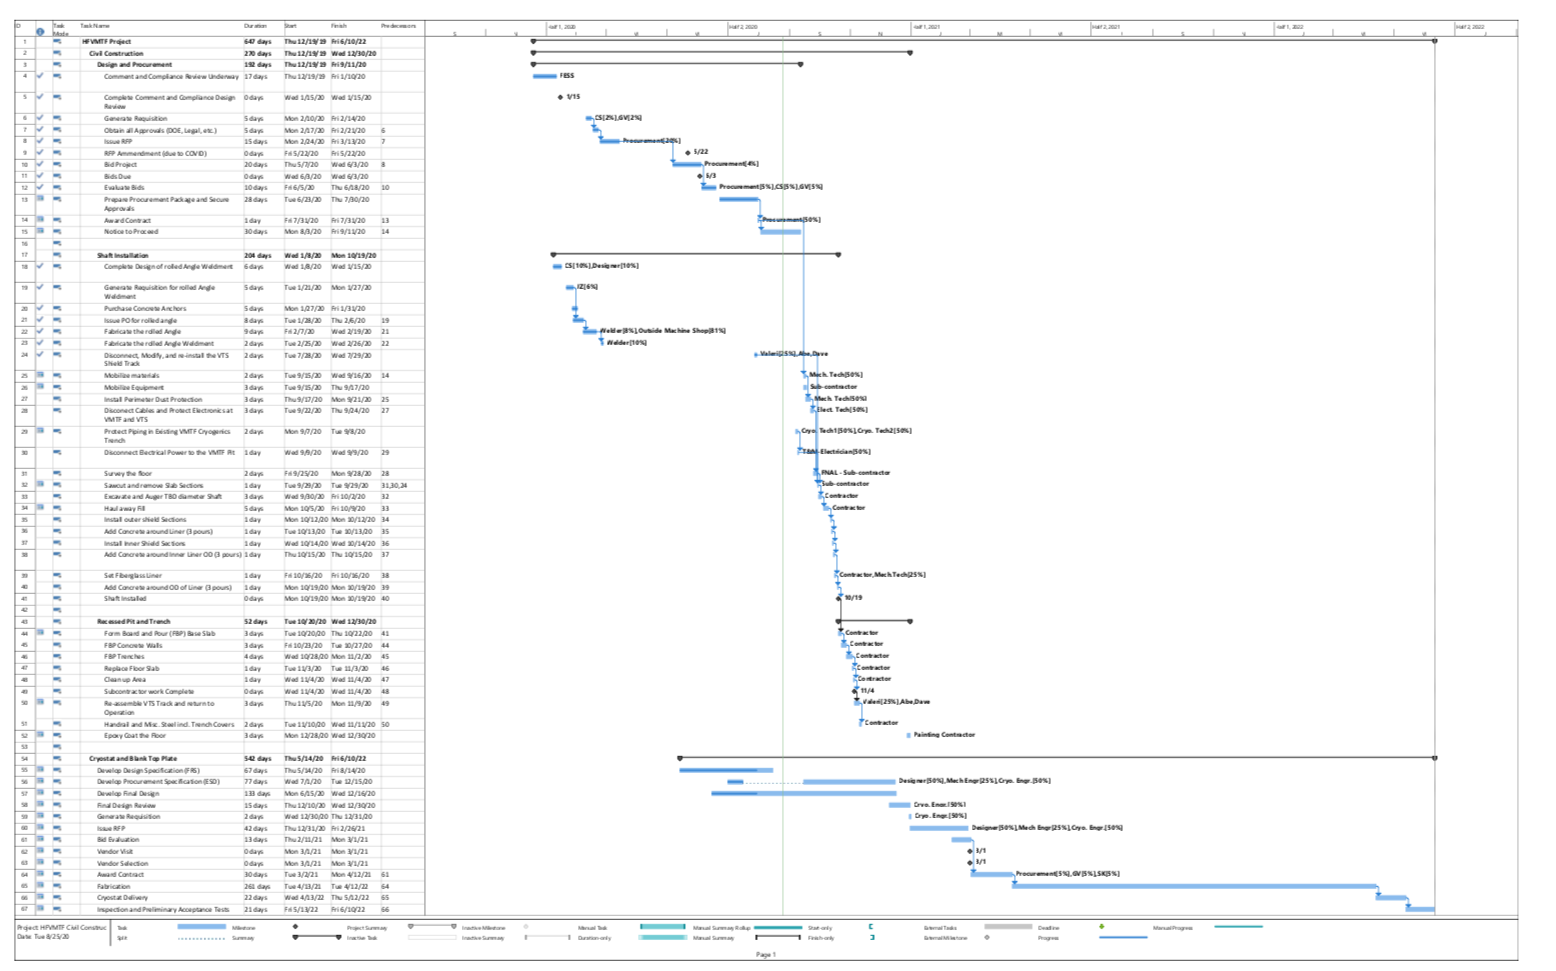 ID Task Mode Task Name Duration Start Finish Predecessors Half 1, 2020 Half 2, 2020 Half 1, 2021 Half 2, 2021 Half 1, 2022 Half 2, 2022
1 HFVMTF Project 647 days Thu 12/19/19 Fri 6/10/22
2 Civil Construction 270 days Thu 12/19/19 Wed 12/30/20
3 Design and Procurement 192 days Thu 12/19/19 Fri 9/11/20
4 Comment and Compliance Review Underway 17 days Thu 12/19/19 Fri 1/10/20 FESS
5 Complete Comment and Compliance Design Review 0 days Wed 1/15/20 Wed 1/15/20 1/15
6 Generate Requisition 5 days Mon 2/10/20 Fri 2/14/20 CS[2%],GV[2%]
7 Obtain all Approvals (DOE, Legal, etc.) 5 days Mon 2/17/20 Fri 2/21/20 6
8 Issue RFP 15 days Mon 2/24/20 Fri 3/13/20 7 Procurement[20%]
9 RFP Ammendment (due to COVID) 0 days Fri 5/22/20 Fri 5/22/20 5/22
10 Bid Project 20 days Thu 5/7/20 Wed 6/3/20 8 Procurement[4%]
11 Bids Due 0 days Wed 6/3/20 Wed 6/3/20 6/3
12 Evaluate Bids 10 days Fri 6/5/20 Thu 6/18/20 10 Procurement[5%],CS[5%],GV[5%]
13 Prepare Procurement Package and Secure Approvals 28 days Tue 6/23/20 Thu 7/30/20
14 Award Contract 1 day Fri 7/31/20 Fri 7/31/20 13 Procurement[50%]
15 Notice to Proceed 30 days Mon 8/3/20 Fri 9/11/20 14
16
17 Shaft Installation 204 days Wed 1/8/20 Mon 10/19/20
18 Complete Design of rolled Angle Weldment 6 days Wed 1/8/20 Wed 1/15/20 CS[10%],Designer[10%]
19 Generate Requisition for rolled Angle Weldment 5 days Tue 1/21/20 Mon 1/27/20 IZ[6%]
20 Purchase Concrete Anchors 5 days Mon 1/27/20 Fri 1/31/20
21 Issue PO for rolled angle 8 days Tue 1/28/20 Thu 2/6/20 19
22 Fabricate the rolled Angle 9 days Fri 2/7/20 Wed 2/19/20 21 Welder[8%],Outside Machine Shop[81%]
23 Fabricate the rolled Angle Weldment 2 days Tue 2/25/20 Wed 2/26/20 22 Welder[10%]
24 Disconnect, Modify, and re-install the VTS Shield Track 2 days Tue 7/28/20 Wed 7/29/20 Valeri[25%],Abe,Dave
25 Mobilize materials 2 days Tue 9/15/20 Wed 9/16/20 14 Mech. Tech[50%]
26 Mobilize Equipment 3 days Tue 9/15/20 Thu 9/17/20 Sub-contractor
27 Install Perimeter Dust Protection 3 days Thu 9/17/20 Mon 9/21/20 25 Mech. Tech[50%]
28 Disconect Cables and Protect Electronics at VMTF and VTS 3 days Tue 9/22/20 Thu 9/24/20 27 Elect. Tech[50%]
29 Protect Piping in Existing VMTF Cryogenics Trench 2 days Mon 9/7/20 Tue 9/8/20 Cryo. Tech1[50%],Cryo. Tech2[50%]
30 Disconnect Electrical Power to the VMTF Pit 1 day Wed 9/9/20 Wed 9/9/20 29 T&M- Electrician[50%]
31 Survey the floor 2 days Fri 9/25/20 Mon 9/28/20 28 FNAL - Sub-contractor
32 Sawcut and remove Slab Sections 1 day Tue 9/29/20 Tue 9/29/20 31,30,24 Sub-contractor
33 Excavate and Auger TBD diameter Shaft 3 days Wed 9/30/20 Fri 10/2/20 32 Contractor
34 Haul away Fill 5 days Mon 10/5/20 Fri 10/9/20 33 Contractor
35 Install outer shield Sections 1 day Mon 10/12/20 Mon 10/12/20 34
36 Add Concrete around Liner (3 pours) 1 day Tue 10/13/20 Tue 10/13/20 35
37 Install Inner Shield Sections 1 day Wed 10/14/20 Wed 10/14/20 36
38 Add Concrete around Inner Liner OD (3 pours) 1 day Thu 10/15/20 Thu 10/15/20 37
39 Set Fiberglass Liner 1 day Fri 10/16/20 Fri 10/16/20 38 Contractor,Mech.Tech[25%]
40 Add Concrete around OD of Liner (3 pours) 1 day Mon 10/19/20 Mon 10/19/20 39
41 Shaft Installed 0 days Mon 10/19/20 Mon 10/19/20 40 10/19
42
43 Recessed Pit and Trench 52 days Tue 10/20/20 Wed 12/30/20
44 Form Board and Pour (FBP) Base Slab 3 days Tue 10/20/20 Thu 10/22/20 41 Contractor
45 FBP Concrete Walls 3 days Fri 10/23/20 Tue 10/27/20 44 Contractor
46 FBP Trenches 4 days Wed 10/28/20 Mon 11/2/20 45 Contractor
47 Replace Floor Slab 1 day Tue 11/3/20 Tue 11/3/20 46 Contractor
48 Clean up Area 1 day Wed 11/4/20 Wed 11/4/20 47 Contractor
49 Subcontractor work Complete 0 days Wed 11/4/20 Wed 11/4/20 48 11/4
50 Re-assemble VTS Track and return to Operation 3 days Thu 11/5/20 Mon 11/9/20 49 Valeri[25%],Abe,Dave
51 Handrail and Misc. Steel incl. Trench Covers 2 days Tue 11/10/20 Wed 11/11/20 50 Contractor
52 Epoxy Coat the Floor 3 days Mon 12/28/20 Wed 12/30/20 Painting Contractor
53
54 Cryostat and Blank Top Plate 542 days Thu 5/14/20 Fri 6/10/22
55 Develop Design Specification (FRS) 67 days Thu 5/14/20 Fri 8/14/20
56 Develop Procurement Specification (ESD) 77 days Wed 7/1/20 Tue 12/15/20 Designer[50%],Mech Engr[25%],Cryo. Engr.[50%]
57 Develop Final Design 133 days Mon 6/15/20 Wed 12/16/20
58 Final Design Review 15 days Thu 12/10/20 Wed 12/30/20 Cryo. Engr.[50%]
59 Generate Requisition 2 days Wed 12/30/20 Thu 12/31/20 Cryo. Engr.[50%]
60 Issue RFP 42 days Thu 12/31/20 Fri 2/26/21 Designer[50%],Mech Engr[25%],Cryo. Engr.[50%]
61 Bid Evaluation 13 days Thu 2/11/21 Mon 3/1/21
62 Vendor Visit 0 days Mon 3/1/21 Mon 3/1/21 3/1
63 Vendor Selection 0 days Mon 3/1/21 Mon 3/1/21 3/1
64 Award Contract 30 days Tue 3/2/21 Mon 4/12/21 61 Procurement[5%],GV[5%],SK[5%]
65 Fabrication 261 days Tue 4/13/21 Tue 4/12/22 64
66 Cryostat Delivery 22 days Wed 4/13/22 Thu 5/12/22 65
67 Inspection and Preliminary Acceptance Tests 21 days Fri 5/13/22 Fri 6/10/22 66
Project: HFVMTF Civil Construc
Date: Tue 8/25/20
Task Milestone Project Summary Inactive Milestone Manual Task Manual Summary Rollup Start-only External Tasks Deadline Manual Progress
Split Summary Inactive Task Inactive Summary Duration-only Manual Summary Finish-only External Milestone Progress
Page 1